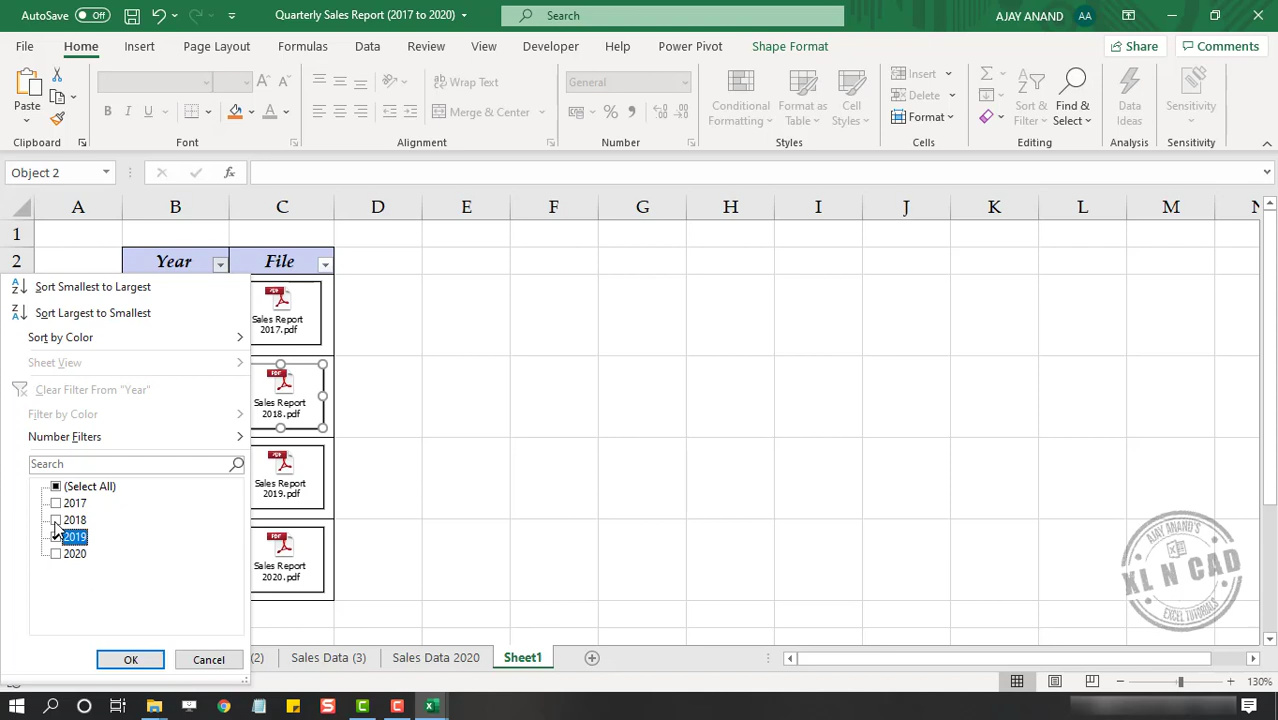 AutoSave Off Quarterly Sales Report (2017 to 2020) Search AJAY ANAND AA
File Home Insert Page Layout Formulas Data Review View Developer Help Power Pivot Shape Format Share Comments
Paste
B I U
Wrap Text
Merge & Center
General
Conditional Formatting
Format as Table
Cell Styles
Insert
Delete
Format
Sort & Filter
Find & Select
Data Ideas
Sensitivity
Clipboard Font Alignment Number Styles Cells Editing Analysis Sensitivity
Object 2 fx
A B C D E F G H I J K L M N
1
2 Year File
Sort Smallest to Largest
Sort Largest to Smallest
Sort by Color
Sheet View
Clear Filter From "Year"
Filter by Color
Number Filters
Search
(Select All)
2017
2018
2019
2020
OK Cancel
Sales Report
2017.pdf
Sales Report
2018.pdf
Sales Report
2019.pdf
Sales Report
2020.pdf
AJAY ANAND'S
XL N CAD
EXCEL TUTORIALS
(2) Sales Data (3) Sales Data 2020 Sheet1
130%